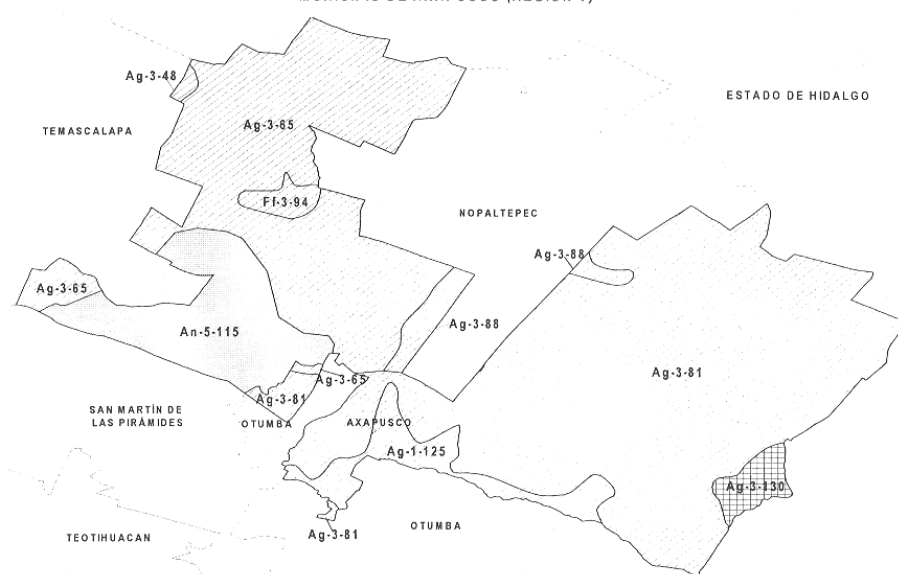 Ag-3-48
ESTADO DE HIDALGO
TEMASCALAPA
Ag-3-65
Ff-3-94
NOPALTEPEC
Ag-3-88
Ag-3-65
An-5-115
Ag-3-88
Ag-3-81
Ag-3-65
Ag-3-81
SAN MARTÍN DE
LAS PIRÁMIDES
OTUMBA
AXAPUSCO
Ag-1-125
Ag-3-130
TEOTIHUACAN
Ag-3-81
OTUMBA